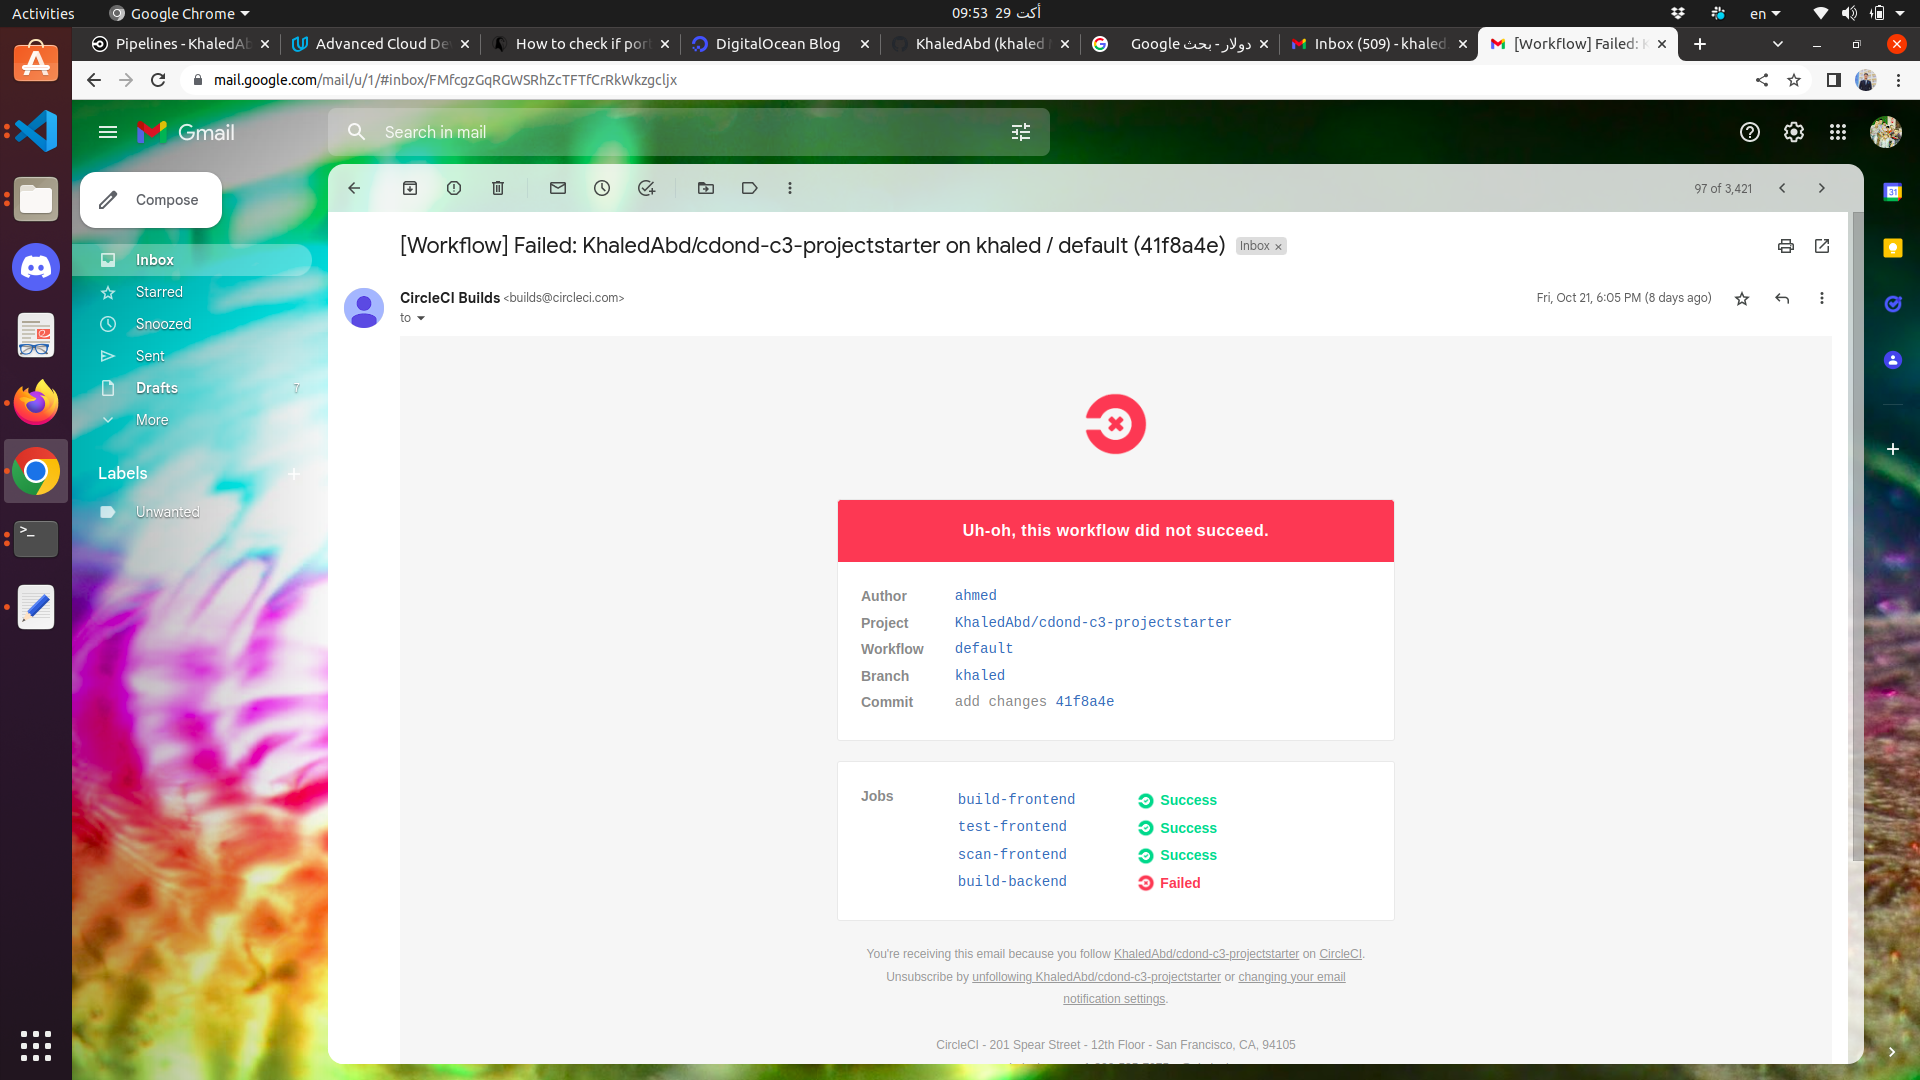 Activities
Google Chrome
09:53 29 أكت
en
Pipelines - KhaledAb
Advanced Cloud De
How to check if por
DigitalOcean Blog
KhaledAbd (khaled
دولار - بحث Google
Inbox (509) - khaled.
[Workflow] Failed: K
mail.google.com/mail/u/1/#inbox/FMfcgzGqRGWSRhZcTFTfCrRkWkzgcljx
Gmail
Search in mail
Compose
97 of 3,421
Inbox
Starred
Snoozed
Sent
Drafts 7
More
Labels
Unwanted
[Workflow] Failed: KhaledAbd/cdond-c3-projectstarter on khaled / default (41f8a4e) Inbox ×
CircleCI Builds <builds@circleci.com>
Fri, Oct 21, 6:05 PM (8 days ago)
to
Uh-oh, this workflow did not succeed.
Author ahmed
Project KhaledAbd/cdond-c3-projectstarter
Workflow default
Branch khaled
Commit add changes 41f8a4e
Jobs build-frontend Success
test-frontend Success
scan-frontend Success
build-backend Failed
You're receiving this email because you follow KhaledAbd/cdond-c3-projectstarter on CircleCI.
Unsubscribe by unfollowing KhaledAbd/cdond-c3-projectstarter or changing your email
notification settings.
CircleCI - 201 Spear Street - 12th Floor - San Francisco, CA, 94105